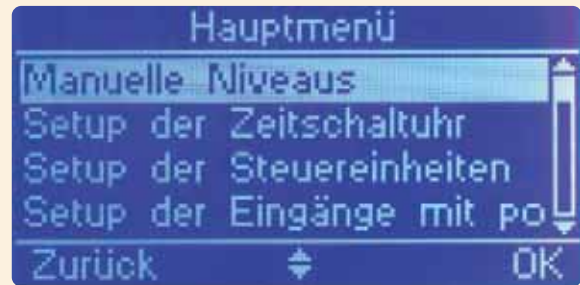 Hauptmenü
Manuelle Niveaus
Setup der Zeitschaltuhr
Setup der Steuereinheiten
Setup der Eingänge mit po
Zurück OK